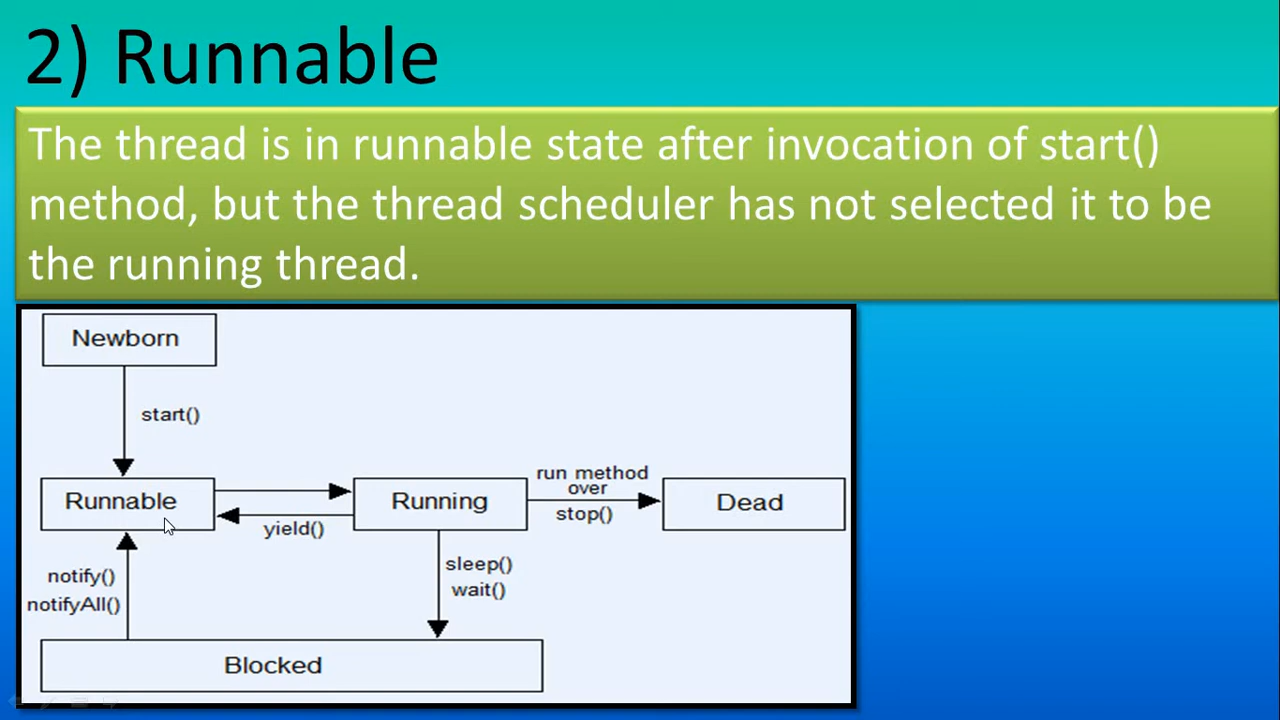 2) Runnable
The thread is in runnable state after invocation of start()
method, but the thread scheduler has not selected it to be
the running thread.
Newborn
start()
run method
over
Runnable
Running
Dead
stop()
yield()
sleep()
notify()
wait()
notifyAll()
Blocked